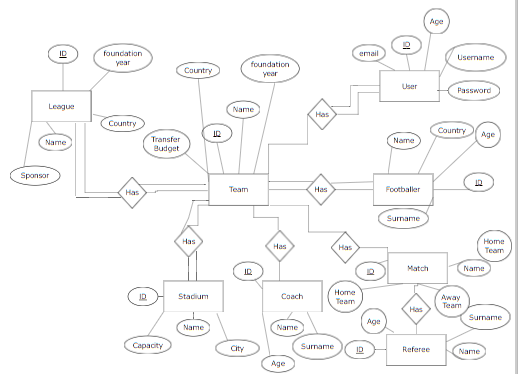 Age
ID
email
Username
User
Password
ID
foundation
year
League
Country
Name
Sponsor
Country
foundation
year
Name
ID
Transfer
Budget
Team
Has
Has
Has
Name
Country
Age
Footballer
ID
Surname
Has
Has
Has
Home
Team
Match
ID
Name
Home
Team
Away
Team
ID
Stadium
Name
Capacity
City
ID
Coach
Name
Surname
Age
Has
Surname
Age
ID
Referee
Name